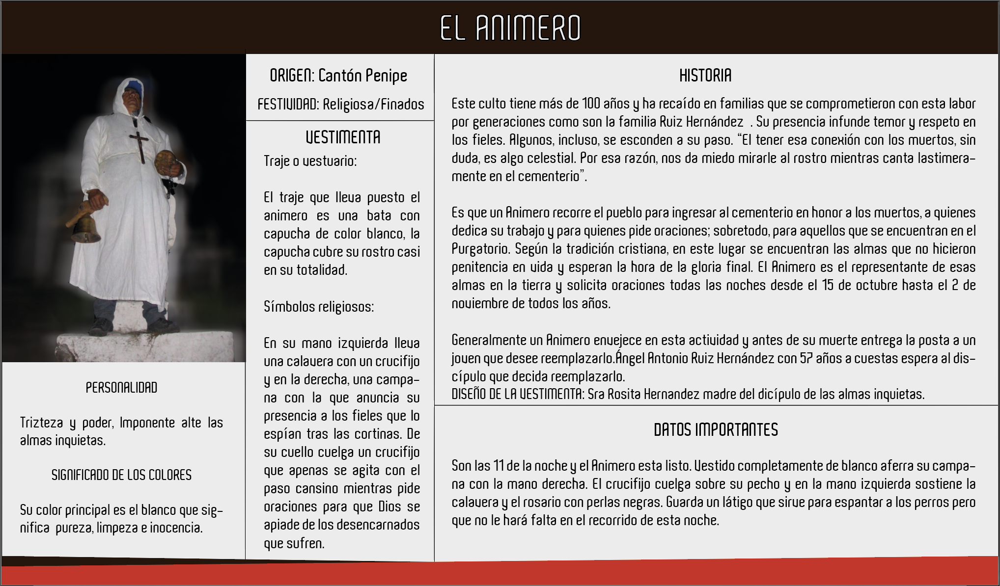 EL ANIMERO
ORIGEN: Cantón Penipe
FESTIVIDAD: Religiosa/Finados
VESTIMENTA
Traje o vestuario:
El traje que lleva puesto el
animero es una bata con
capucha de color blanco, la
capucha cubre su rostro casi
en su totalidad.
Símbolos religiosos:
En su mano izquierda lleva
una calavera con un crucifijo
y en la derecha, una campa-
na con la que anuncia su
presencia a los fieles que lo
espían tras las cortinas. De
su cuello cuelga un crucifijo
que apenas se agita con el
paso cansino mientras pide
oraciones para que Dios se
apiade de los desencarnados
que sufren.
PERSONALIDAD
Trizteza y poder, Imponente alte las
almas inquietas.
SIGNIFICADO DE LOS COLORES
Su color principal es el blanco que sig-
nifica pureza, limpeza e inocencia.
HISTORIA
Este culto tiene más de 100 años y ha recaído en familias que se comprometieron con esta labor
por generaciones como son la familia Ruiz Hernández . Su presencia infunde temor y respeto en
los fieles. Algunos, incluso, se esconden a su paso. “El tener esa conexión con los muertos, sin
duda, es algo celestial. Por esa razón, nos da miedo mirarle al rostro mientras canta lastimera-
mente en el cementerio”.
Es que un Animero recorre el pueblo para ingresar al cementerio en honor a los muertos, a quienes
dedica su trabajo y para quienes pide oraciones; sobretodo, para aquellos que se encuentran en el
Purgatorio. Según la tradición cristiana, en este lugar se encuentran las almas que no hicieron
penitencia en vida y esperan la hora de la gloria final. El Animero es el representante de esas
almas en la tierra y solicita oraciones todas las noches desde el 15 de octubre hasta el 2 de
noviembre de todos los años.
Generalmente un Animero envejece en esta actividad y antes de su muerte entrega la posta a un
joven que desee reemplazarlo.Ángel Antonio Ruiz Hernández con 57 años a cuestas espera al dis-
cípulo que decida reemplazarlo.
DISEÑO DE LA VESTIMENTA: Sra Rosita Hernandez madre del dicípulo de las almas inquietas.
DATOS IMPORTANTES
Son las 11 de la noche y el Animero esta listo. Vestido completamente de blanco aferra su campa-
na con la mano derecha. El crucifijo cuelga sobre su pecho y en la mano izquierda sostiene la
calavera y el rosario con perlas negras. Guarda un látigo que sirve para espantar a los perros pero
que no le hará falta en el recorrido de esta noche.